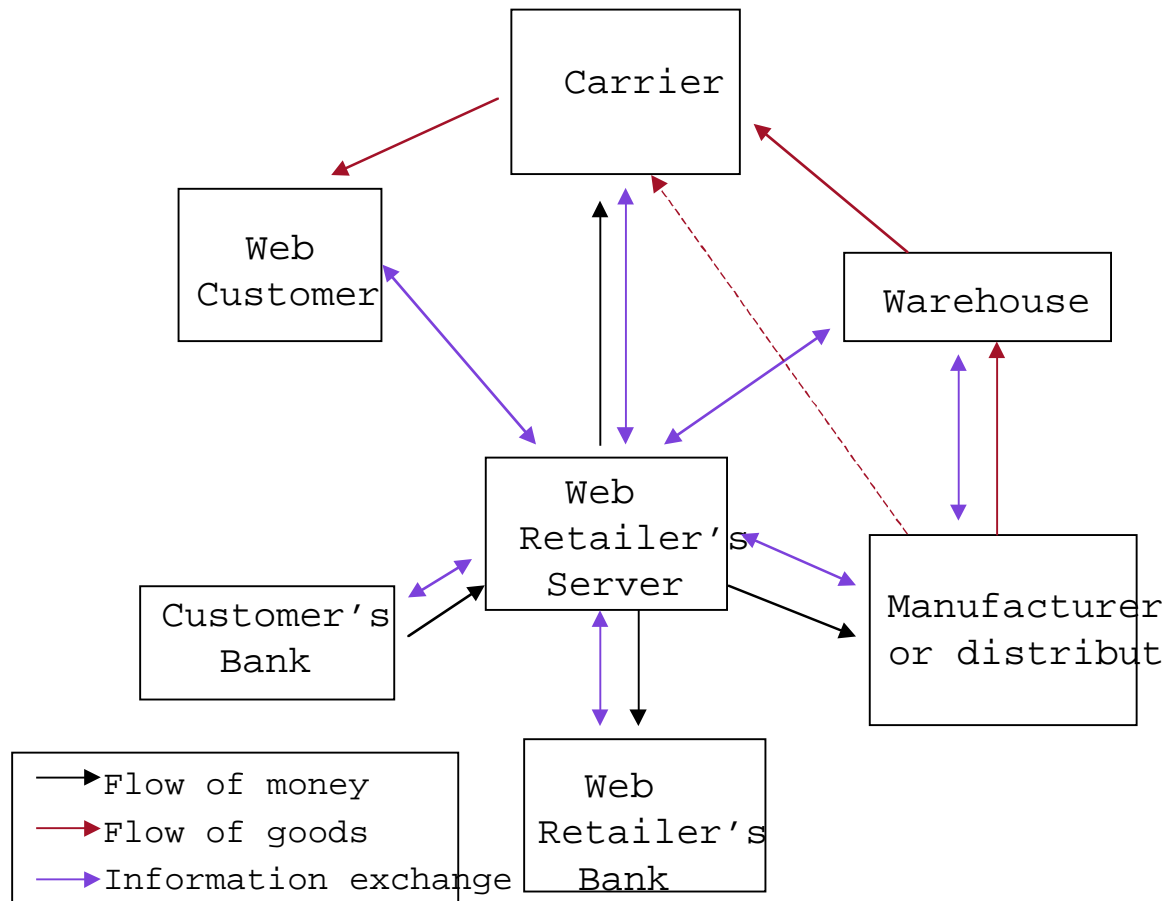 Carrier
Web
Customer
Warehouse
Web
Retailer's
Server
Customer's
Bank
Manufacturer
or distribut
Web
Retailer's
Bank
Flow of money
Flow of goods
Information exchange